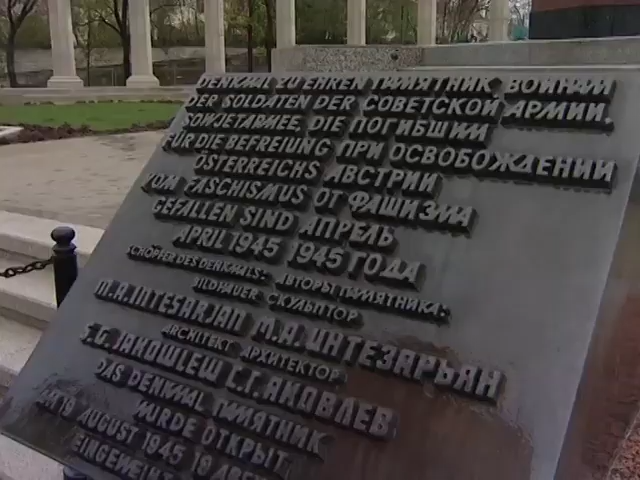 DENKMAL ZU EHREN ПАМЯТНИК ВОИНАМ
DER SOLDATEN DER СОВЕТСКОЙ АРМИИ,
SOWJETARMEE, DIE ПОГИБШИМ
FÜR DIE BEFREIUNG ПРИ ОСВОБОЖДЕНИИ
ÖSTERREICHS АВСТРИИ
VOM FASCHISMUS ОТ ФАШИЗМА
GEFALLEN SIND АПРЕЛЬ
APRIL 1945 1945 ГОДА
SCHÖPFER DES DENKMALS: АВТОРЫ ПАМЯТНИКА:
BILDHAUER СКУЛЬПТОР
M.A.INTESARJAN М.А.ИНТЕЗАРЬЯН
ARCHITEKT АРХИТЕКТОР
S.G.JAKOWLEW С.Г.ЯКОВЛЕВ
DAS DENKMAL ПАМЯТНИК
WURDE ОТКРЫТ
AM 19 AUGUST 1945 19